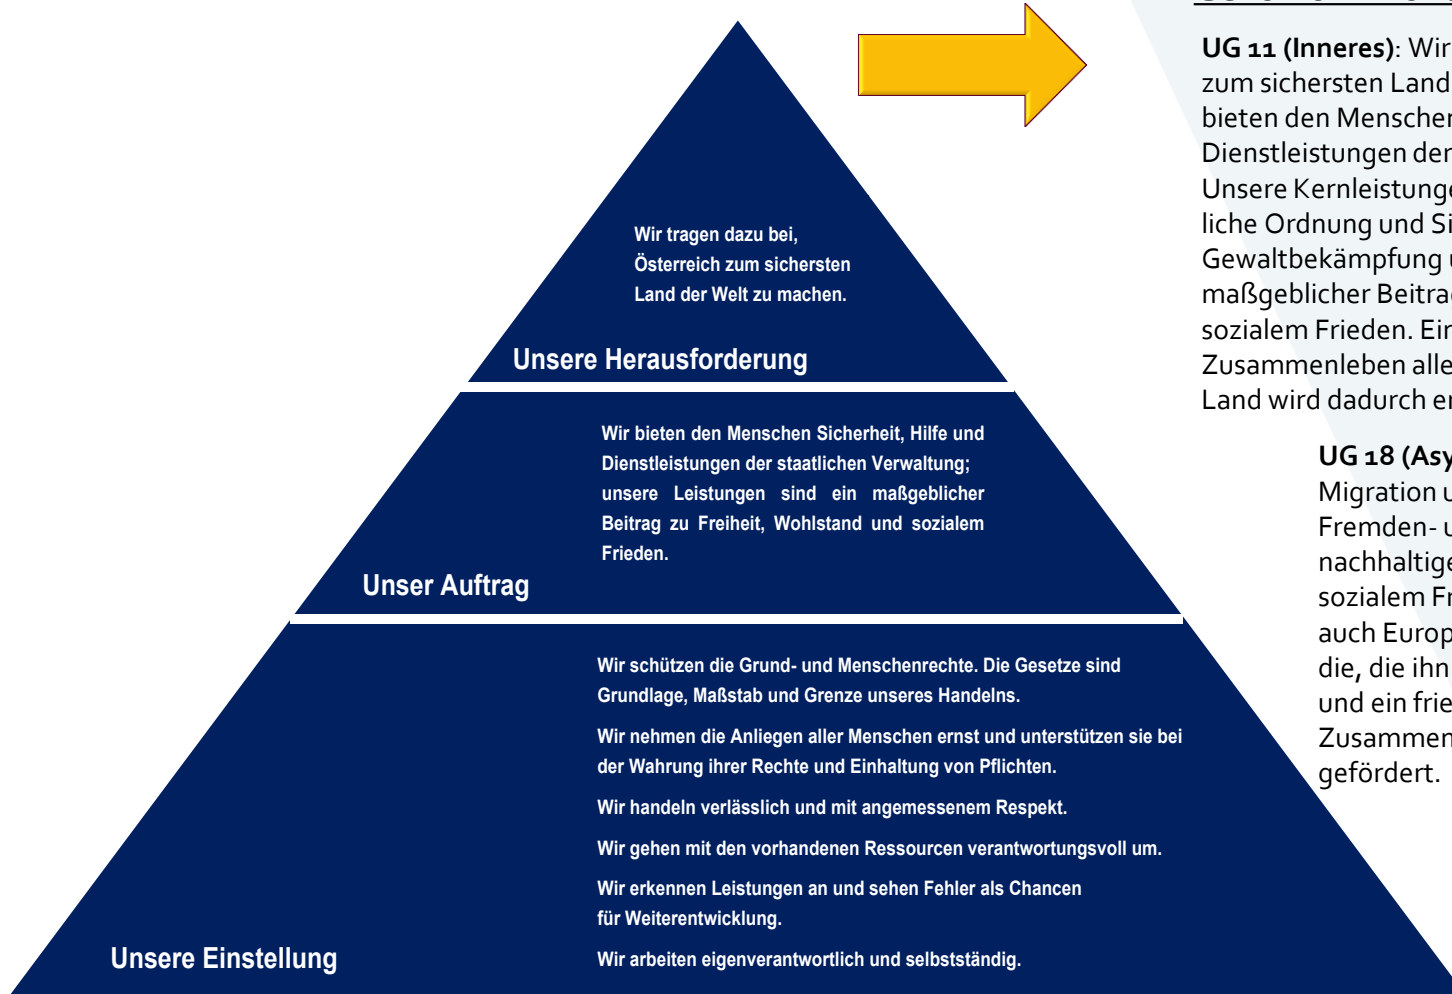 Wir tragen dazu bei,
Österreich zum sichersten
Land der Welt zu machen.
Unsere Herausforderung
Wir bieten den Menschen Sicherheit, Hilfe und
Dienstleistungen der staatlichen Verwaltung;
unsere Leistungen sind ein maßgeblicher
Beitrag zu Freiheit, Wohlstand und sozialem
Frieden.
Unser Auftrag
Wir schützen die Grund- und Menschenrechte. Die Gesetze sind
Grundlage, Maßstab und Grenze unseres Handelns.
Wir nehmen die Anliegen aller Menschen ernst und unterstützen sie bei
der Wahrung ihrer Rechte und Einhaltung von Pflichten.
Wir handeln verlässlich und mit angemessenem Respekt.
Wir gehen mit den vorhandenen Ressourcen verantwortungsvoll um.
Wir erkennen Leistungen an und sehen Fehler als Chancen
für Weiterentwicklung.
Unsere Einstellung
Wir arbeiten eigenverantwortlich und selbstständig.
UG 11 (Inneres): Wir
zum sichersten Land
bieten den Menschen
Dienstleistungen der
Unsere Kernleistunge
liche Ordnung und Si
Gewaltbekämpfung
maßgeblicher Beitra
sozialem Frieden. Ein
Zusammenleben alle
Land wird dadurch er
UG 18 (Asy
Migration u
Fremden- u
nachhaltige
sozialem Fr
auch Europ
die, die ihn
und ein frie
Zusammen
gefördert.